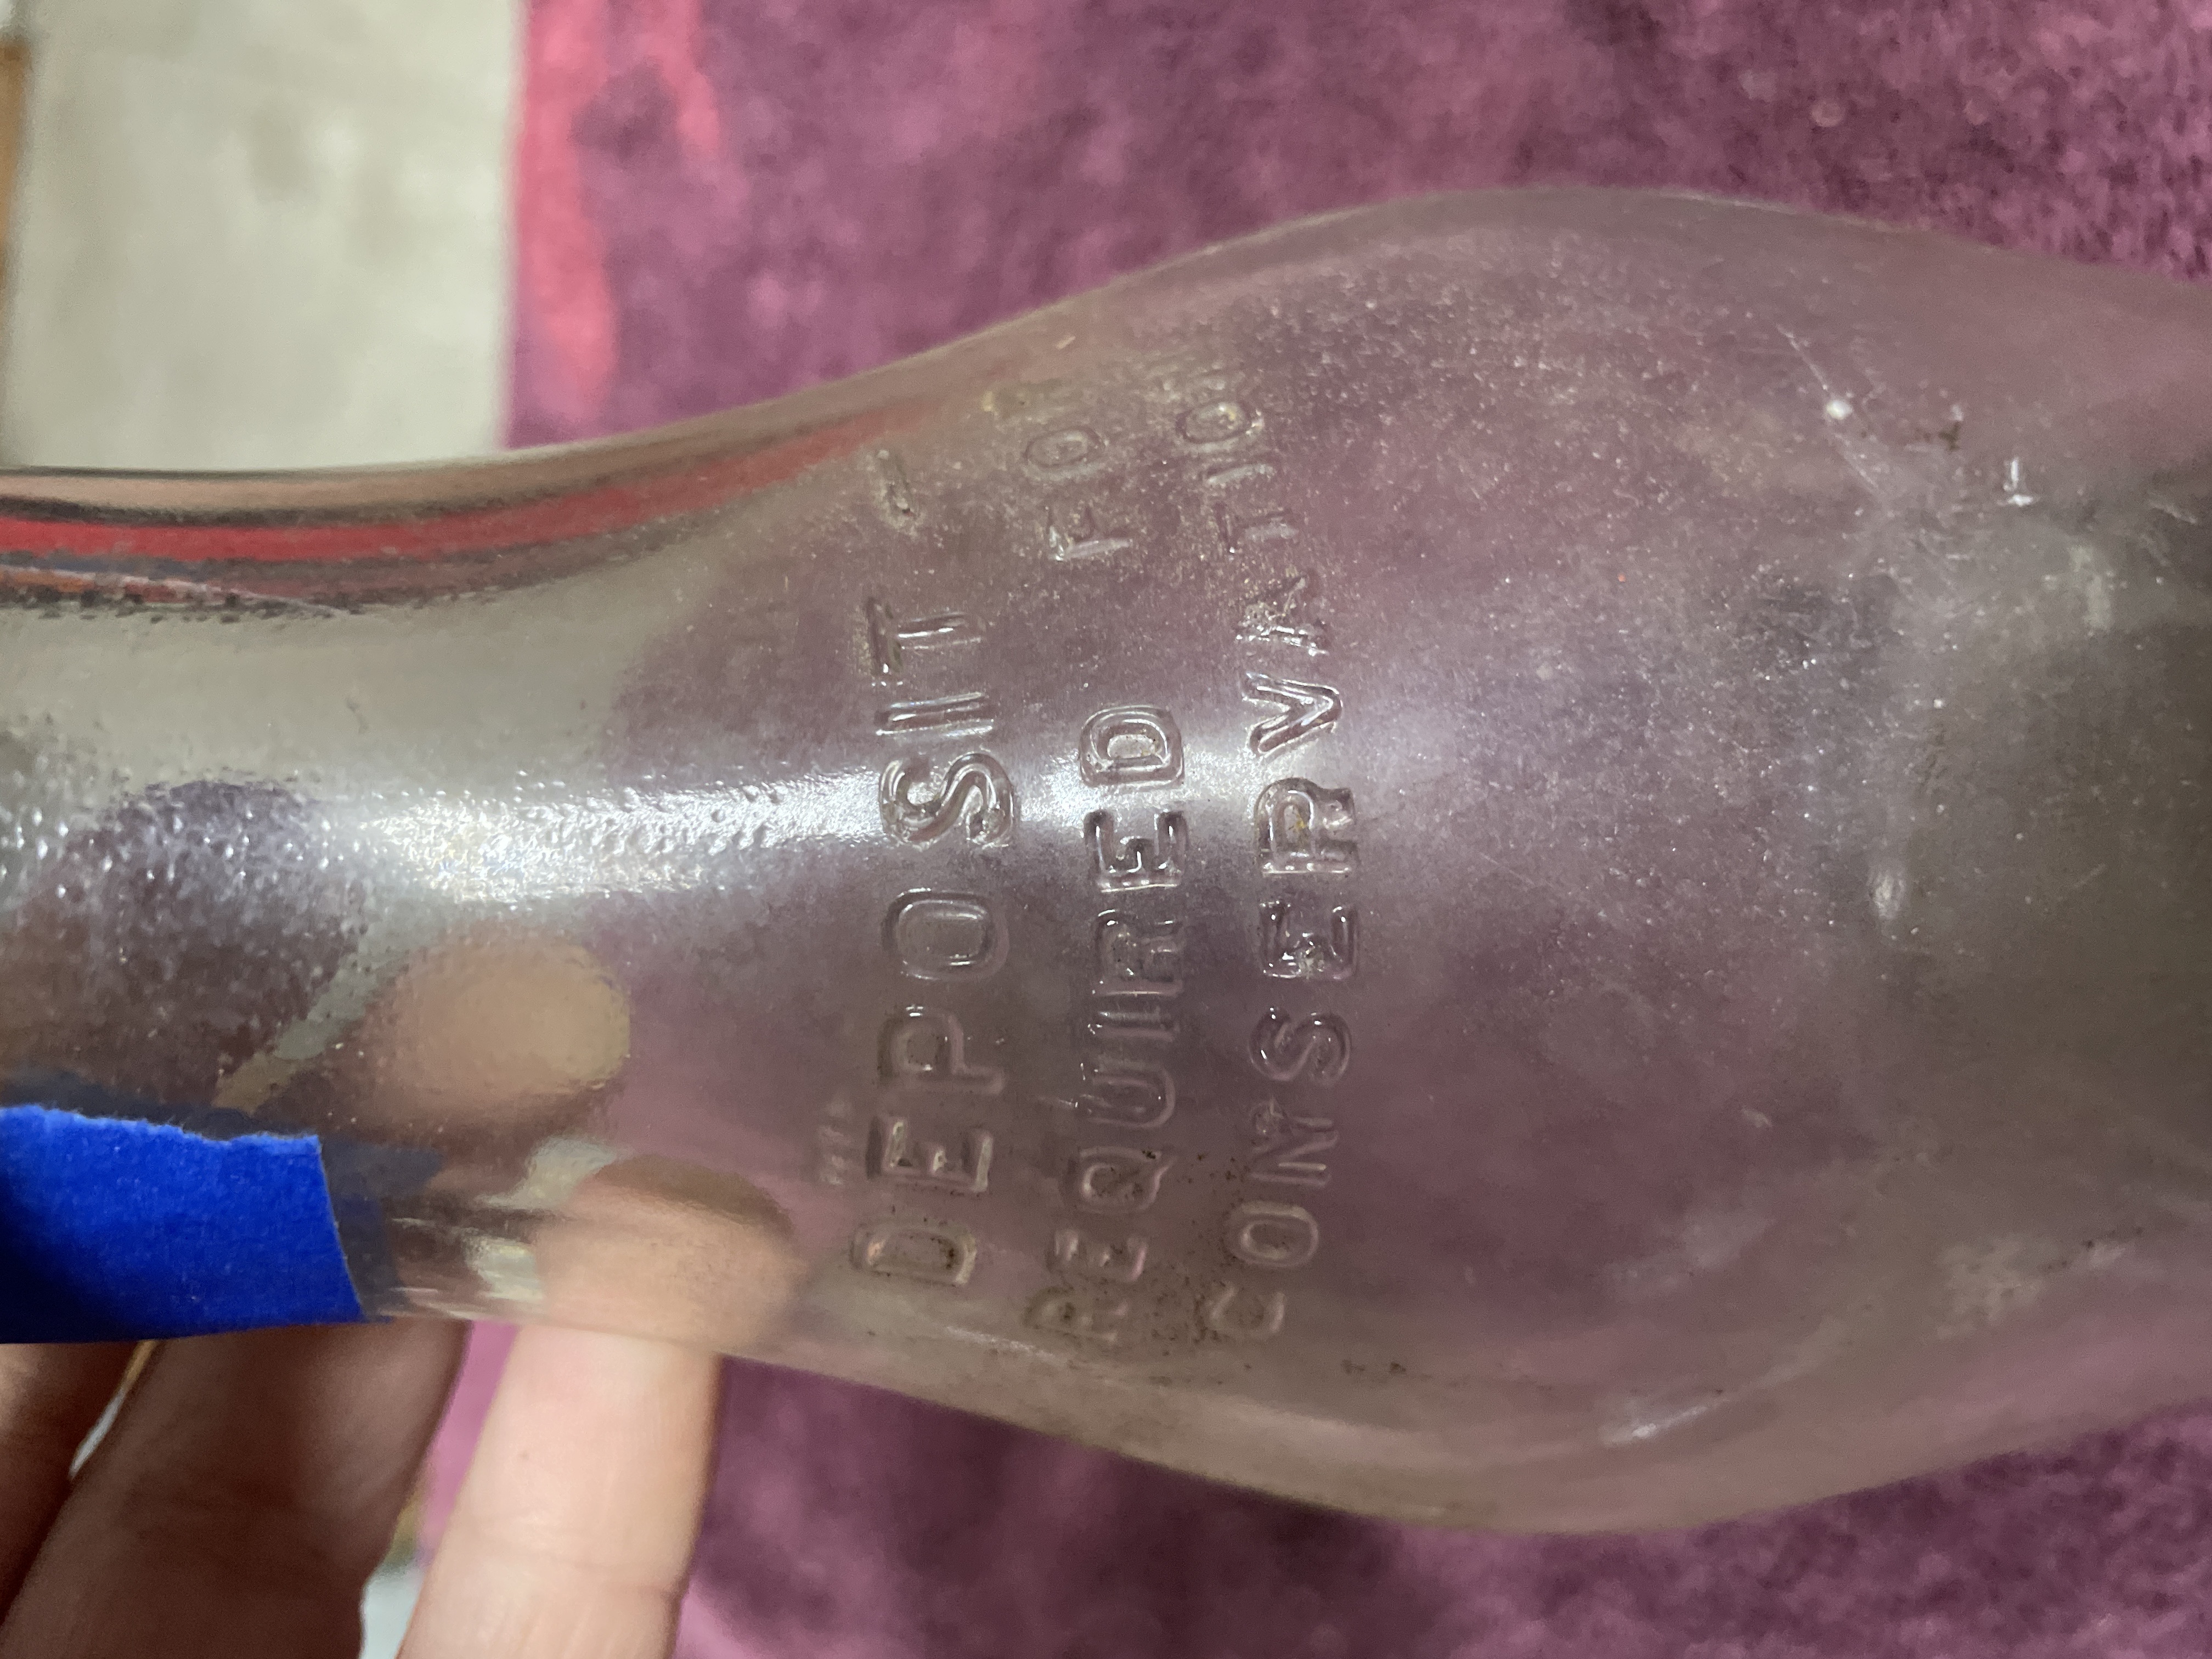 DEPOSIT -
REQUIRED FOR
CONSERVATION